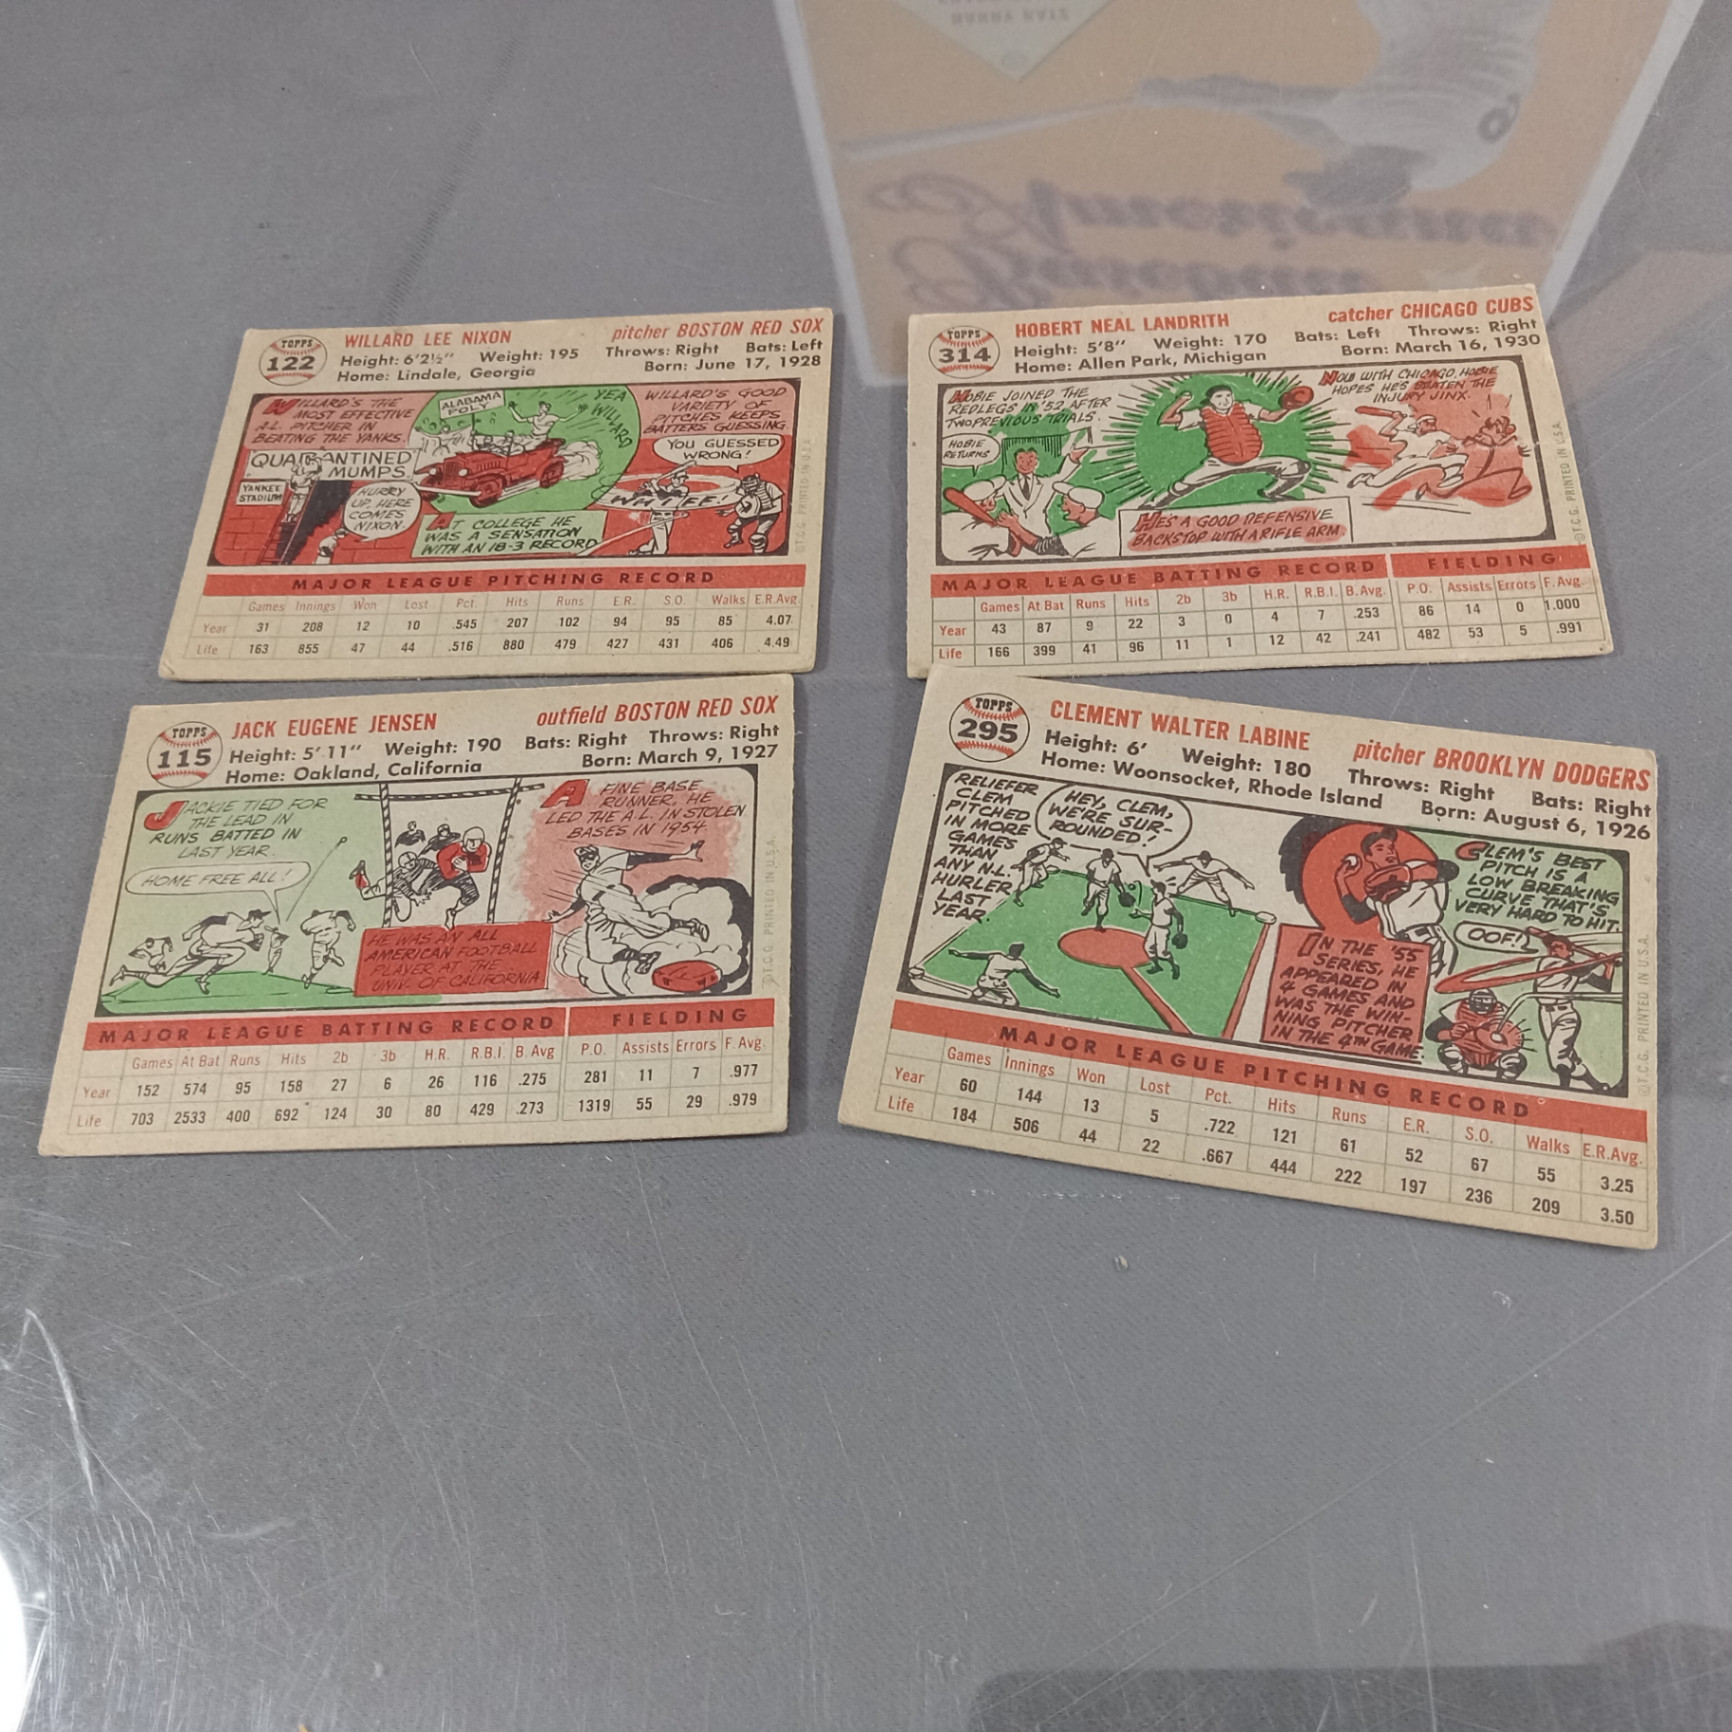 HARRY KATZ
Americana
Baseball
TOPPS
122
WILLARD LEE NIXON
pitcher BOSTON RED SOX
Height: 6'2½" Weight: 195 Throws: Right Bats: Left
Home: Lindale, Georgia Born: June 17, 1928
WILLARD'S THE
MOST EFFECTIVE
A.L. PITCHER IN
BEATING THE YANKS.
QUARANTINED
MUMPS.
YANKEE
STADIUM
HURRY
UP, HERE
COMES
NIXON.
ALABAMA
POLY
YEA
WILLARD
AT COLLEGE HE
WAS A SENSATION
WITH AN 18-3 RECORD
WILLARD'S GOOD
VARIETY OF
PITCHES KEEPS
BATTERS GUESSING.
YOU GUESSED
WRONG!
©T.C.G. PRINTED IN U.S.A.
MAJOR LEAGUE PITCHING RECORD
Games Innings Won Lost Pct. Hits Runs E.R. S.O. Walks E.R.Avg.
Year 31 208 12 10 .545 207 102 94 95 85 4.07
Life 163 855 47 44 .516 880 479 427 431 406 4.49
TOPPS
314
HOBERT NEAL LANDRITH
catcher CHICAGO CUBS
Height: 5'8" Weight: 170 Bats: Left Throws: Right
Home: Allen Park, Michigan Born: March 16, 1930
HOBIE JOINED THE
REDLEGS IN '52, AFTER
TWO PREVIOUS TRIALS.
HOBIE
RETURNS
HE'S A GOOD DEFENSIVE
BACKSTOP WITH A RIFLE ARM.
NOW WITH CHICAGO, HOBIE
HOPES HE'S BEATEN THE
INJURY JINX.
©T.C.G. PRINTED IN U.S.A.
MAJOR LEAGUE BATTING RECORD FIELDING
Games At Bat Runs Hits 2b 3b H.R. R.B.I. B.Avg. P.O. Assists Errors F.Avg.
Year 43 87 9 22 3 0 4 7 .253 86 14 0 1.000
Life 166 399 41 96 11 1 12 42 .241 482 53 5 .991
TOPPS
115
JACK EUGENE JENSEN
outfield BOSTON RED SOX
Height: 5'11" Weight: 190 Bats: Right Throws: Right
Home: Oakland, California Born: March 9, 1927
JACKIE TIED FOR
THE LEAD IN
RUNS BATTED IN
LAST YEAR.
HOME FREE ALL!
HE WAS AN ALL
AMERICAN FOOTBALL
PLAYER AT THE
UNIV. OF CALIFORNIA
A FINE BASE
RUNNER, HE
LED THE A.L. IN STOLEN
BASES IN 1954
©T.C.G. PRINTED IN U.S.A.
MAJOR LEAGUE BATTING RECORD FIELDING
Games At Bat Runs Hits 2b 3b H.R. R.B.I. B.Avg P.O. Assists Errors F.Avg.
Year 152 574 95 158 27 6 26 116 .275 281 11 7 .977
Life 703 2533 400 692 124 30 80 429 .273 1319 55 29 .979
TOPPS
295
CLEMENT WALTER LABINE
pitcher BROOKLYN DODGERS
Height: 6' Weight: 180 Throws: Right Bats: Right
Home: Woonsocket, Rhode Island Born: August 6, 1926
RELIEFER
CLEM
PITCHED
IN MORE
GAMES
THAN
ANY N.L.
HURLER
LAST
YEAR.
HEY, CLEM,
WE'RE SUR-
ROUNDED!
IN THE '55
SERIES, HE
APPEARED IN
4 GAMES AND
WAS THE WIN-
NING PITCHER
IN THE 4TH GAME.
CLEM'S BEST
PITCH IS A
LOW BREAKING
CURVE THAT'S
VERY HARD TO HIT.
OOF!
©T.C.G. PRINTED IN U.S.A.
MAJOR LEAGUE PITCHING RECORD
Games Innings Won Lost Pct. Hits Runs E.R. S.O. Walks E.R.Avg.
Year 60 144 13 5 .722 121 61 52 67 55 3.25
Life 184 506 44 22 .667 444 222 197 236 209 3.50